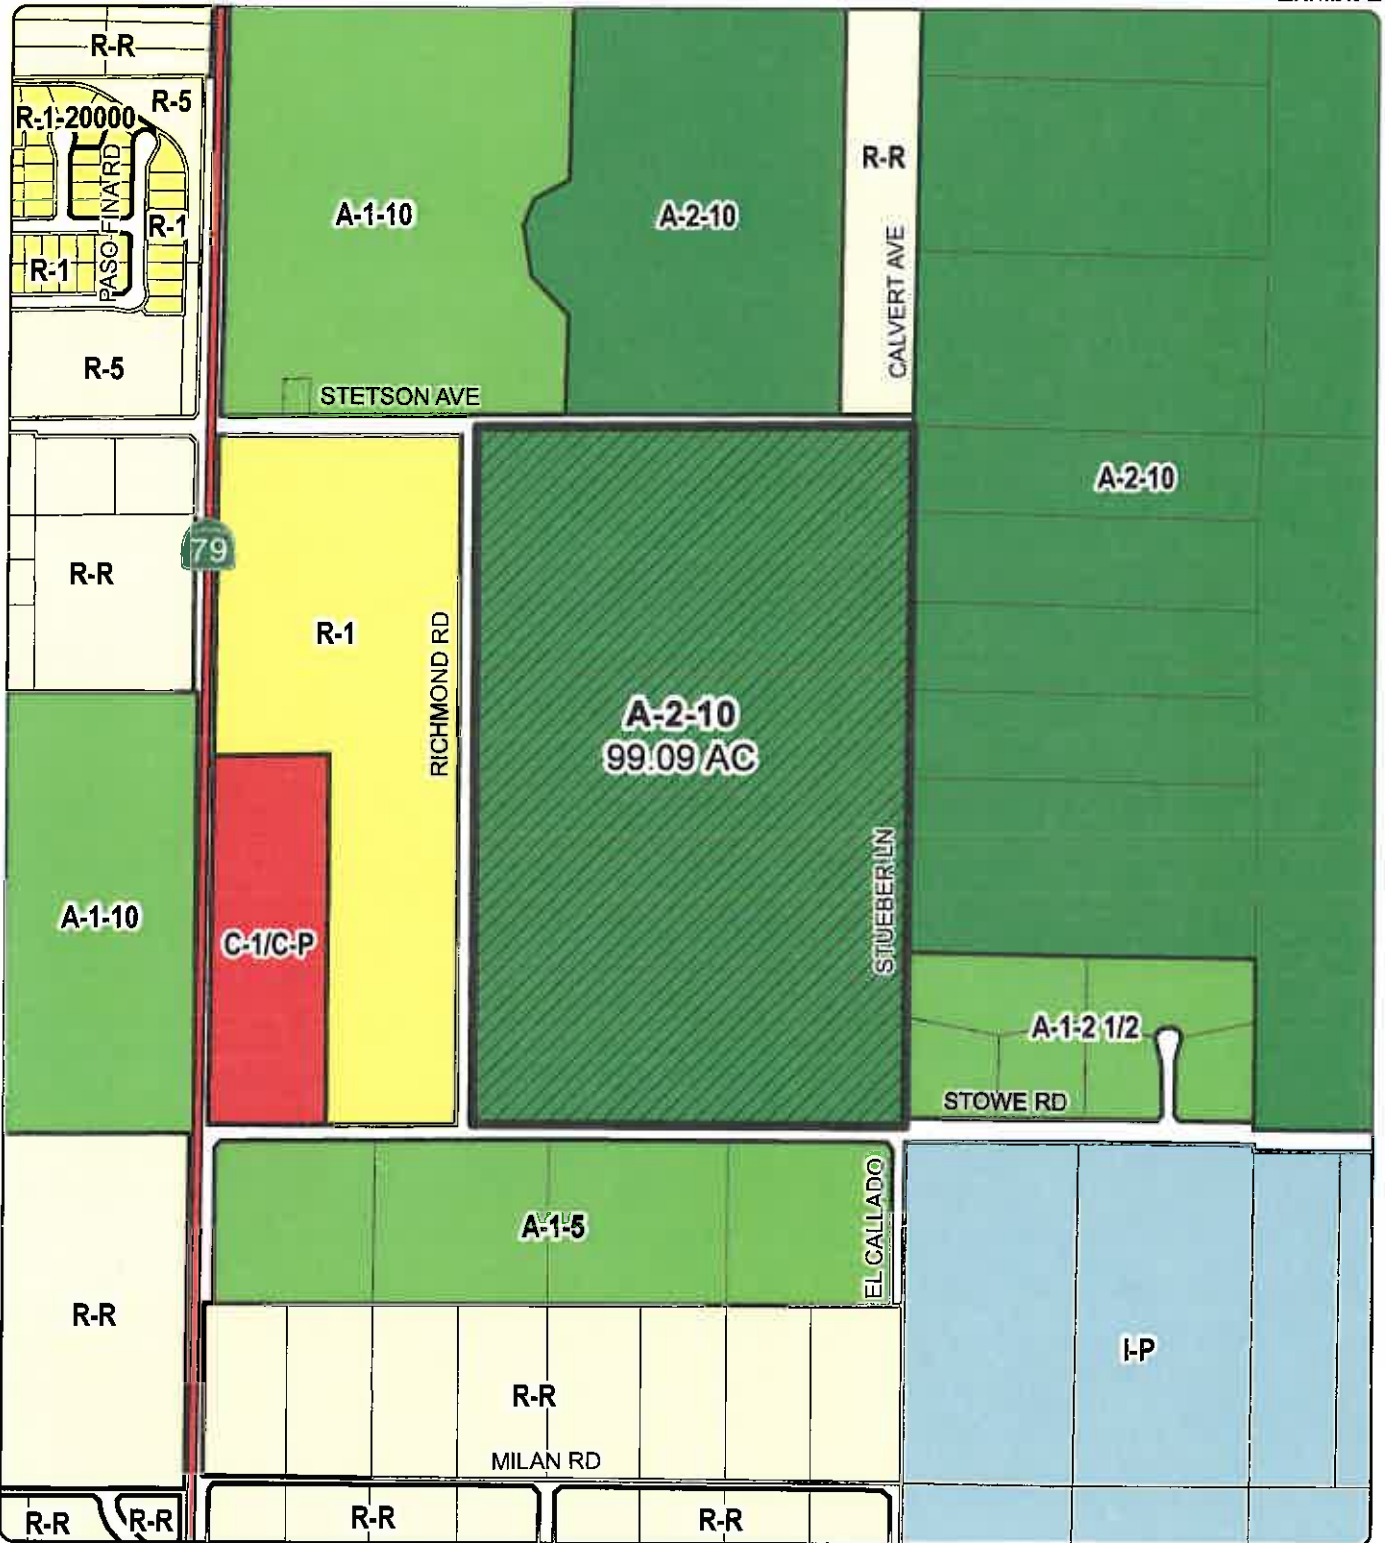 R-R
R-5
R-1-20000
PASO FINA RD
R-1
R-1
R-5
A-1-10
A-2-10
R-R
CALVERT AVE
STETSON AVE
A-2-10
79
R-R
R-1
RICHMOND RD
A-2-10
99.09 AC
STUEBER LN
A-1-10
C-1/C-P
A-1-2 1/2
STOWE RD
A-1-5
EL CALLADO
R-R
I-P
R-R
MILAN RD
R-R
R-R
R-R
R-R